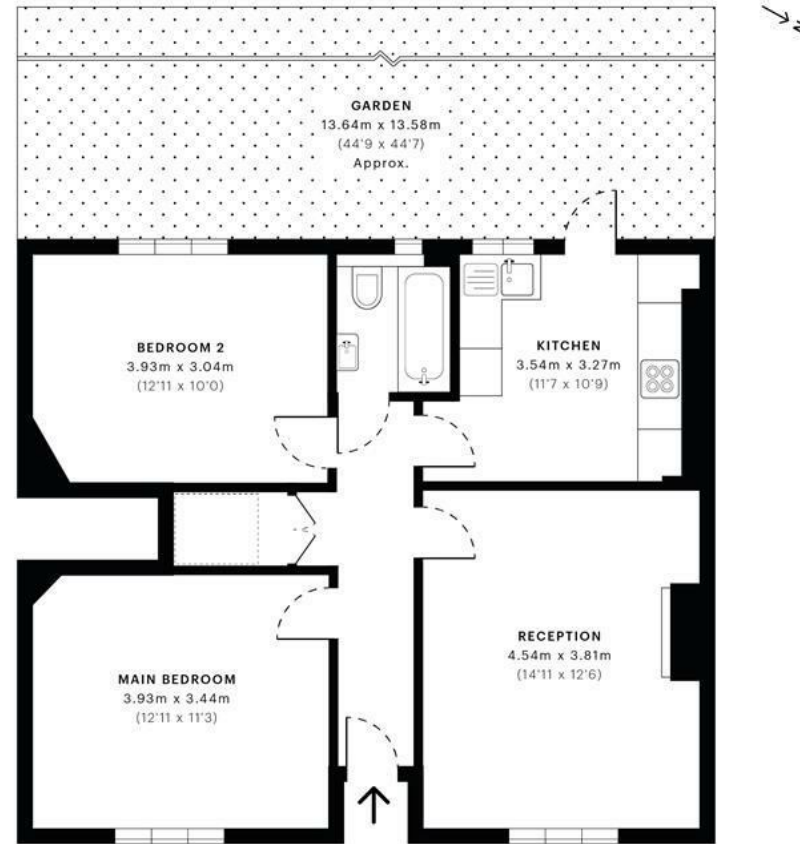 N
GARDEN
13.64m x 13.58m
(44'9 x 44'7)
Approx.
BEDROOM 2
3.93m x 3.04m
(12'11 x 10'0)
KITCHEN
3.54m x 3.27m
(11'7 x 10'9)
RECEPTION
4.54m x 3.81m
(14'11 x 12'6)
MAIN BEDROOM
3.93m x 3.44m
(12'11 x 11'3)